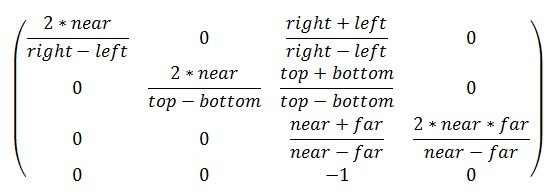 2 * near / right − left 0 right + left / right − left 0
0 2 * near / top − bottom top + bottom / top − bottom 0
0 0 near + far / near − far 2 * near * far / near − far
0 0 −1 0